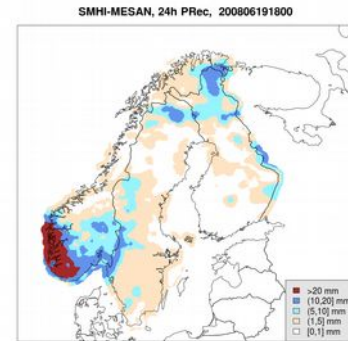 SMHI-MESAN, 24h PRec, 200806191800
>20 mm
(10,20] mm
(5,10] mm
(1,5] mm
[0,1] mm